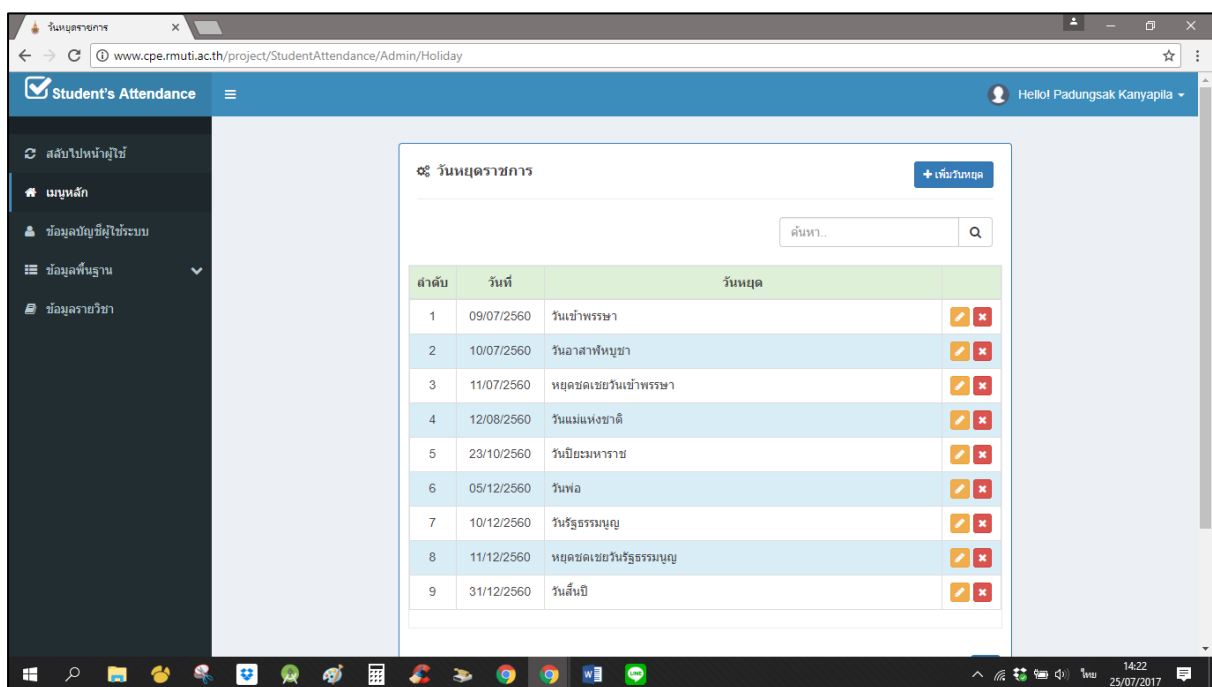 วันหยุดราชการ
www.cpe.rmuti.ac.th/project/StudentAttendance/Admin/Holiday
Student's Attendance
Hello! Padungsak Kanyapila
สลับไปหน้าผู้ใช้
เมนูหลัก
ข้อมูลบัญชีผู้ใช้ระบบ
ข้อมูลพื้นฐาน
ข้อมูลรายวิชา
วันหยุดราชการ
เพิ่มวันหยุด
ค้นหา..
ลำดับ วันที่ วันหยุด
1 09/07/2560 วันเข้าพรรษา
2 10/07/2560 วันอาสาฬหบูชา
3 11/07/2560 หยุดชดเชยวันเข้าพรรษา
4 12/08/2560 วันแม่แห่งชาติ
5 23/10/2560 วันปิยะมหาราช
6 05/12/2560 วันพ่อ
7 10/12/2560 วันรัฐธรรมนูญ
8 11/12/2560 หยุดชดเชยวันรัฐธรรมนูญ
9 31/12/2560 วันสิ้นปี
LINE
ไทย
14:22
25/07/2017